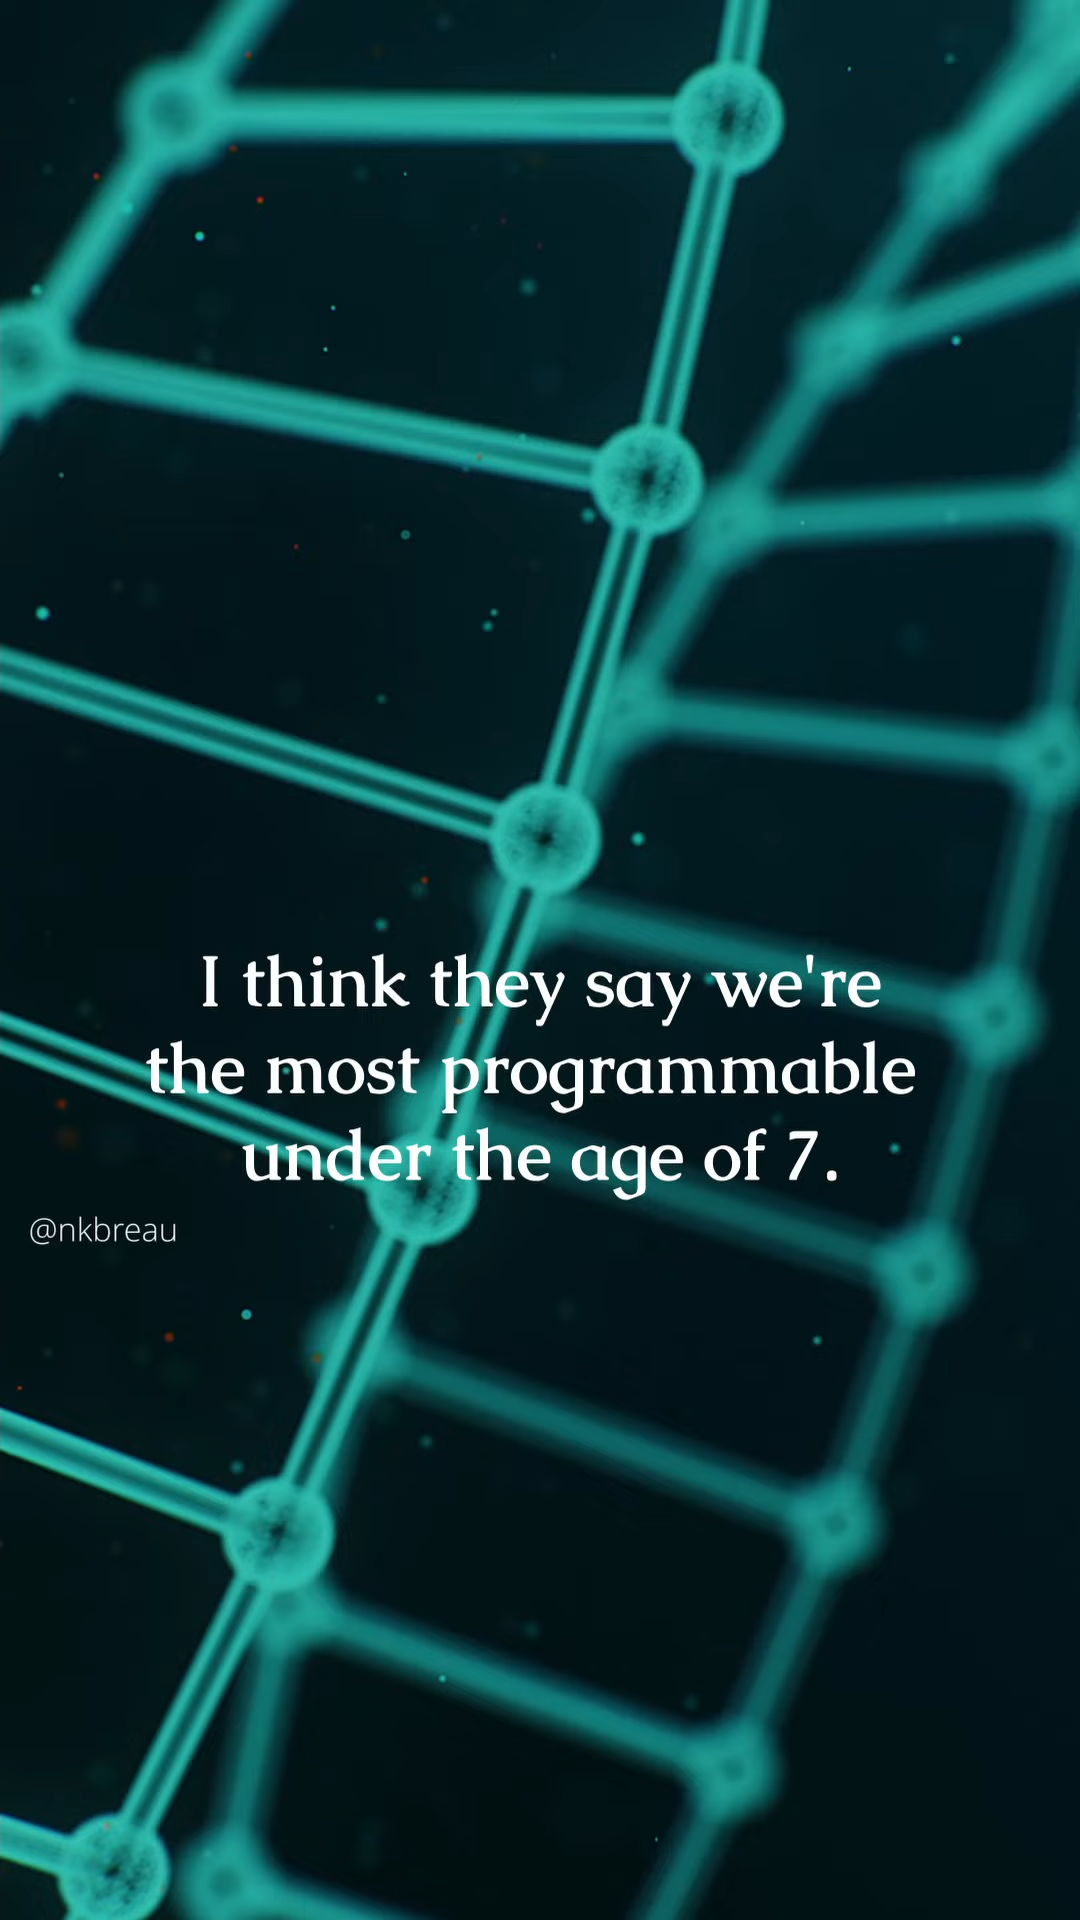 I think they say we're
the most programmable
under the age of 7.
@nkbreau